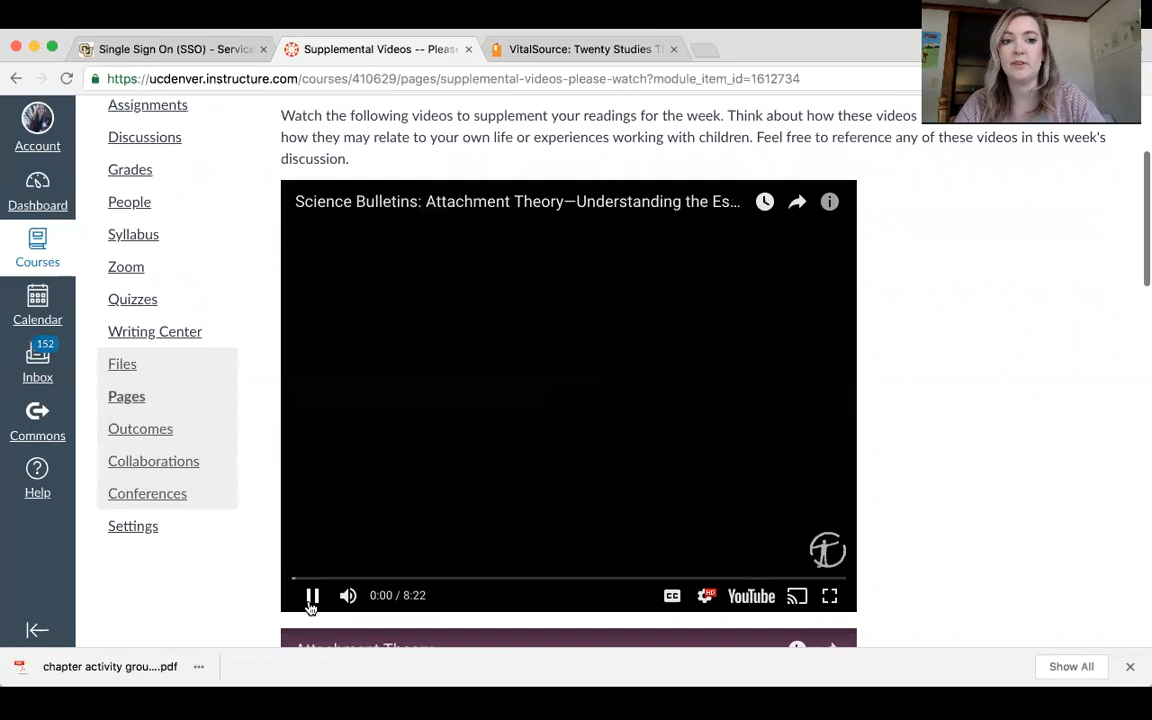 Single Sign On (SSO) - Service
Supplemental Videos -- Pleas
VitalSource: Twenty Studies T
https://ucdenver.instructure.com/courses/410629/pages/supplemental-videos-please-watch?module_item_id=1612734
Account
Dashboard
Courses
Calendar
152
Inbox
Commons
Help
Assignments
Discussions
Grades
People
Syllabus
Zoom
Quizzes
Writing Center
Files
Pages
Outcomes
Collaborations
Conferences
Settings
Watch the following videos to supplement your readings for the week. Think about how these videos
how they may relate to your own life or experiences working with children. Feel free to reference any of these videos in this week's
discussion.
Science Bulletins: Attachment Theory—Understanding the Es...
0:00 / 8:22
CC
HD
YouTube
Attachment Theory
chapter activity grou....pdf
Show All